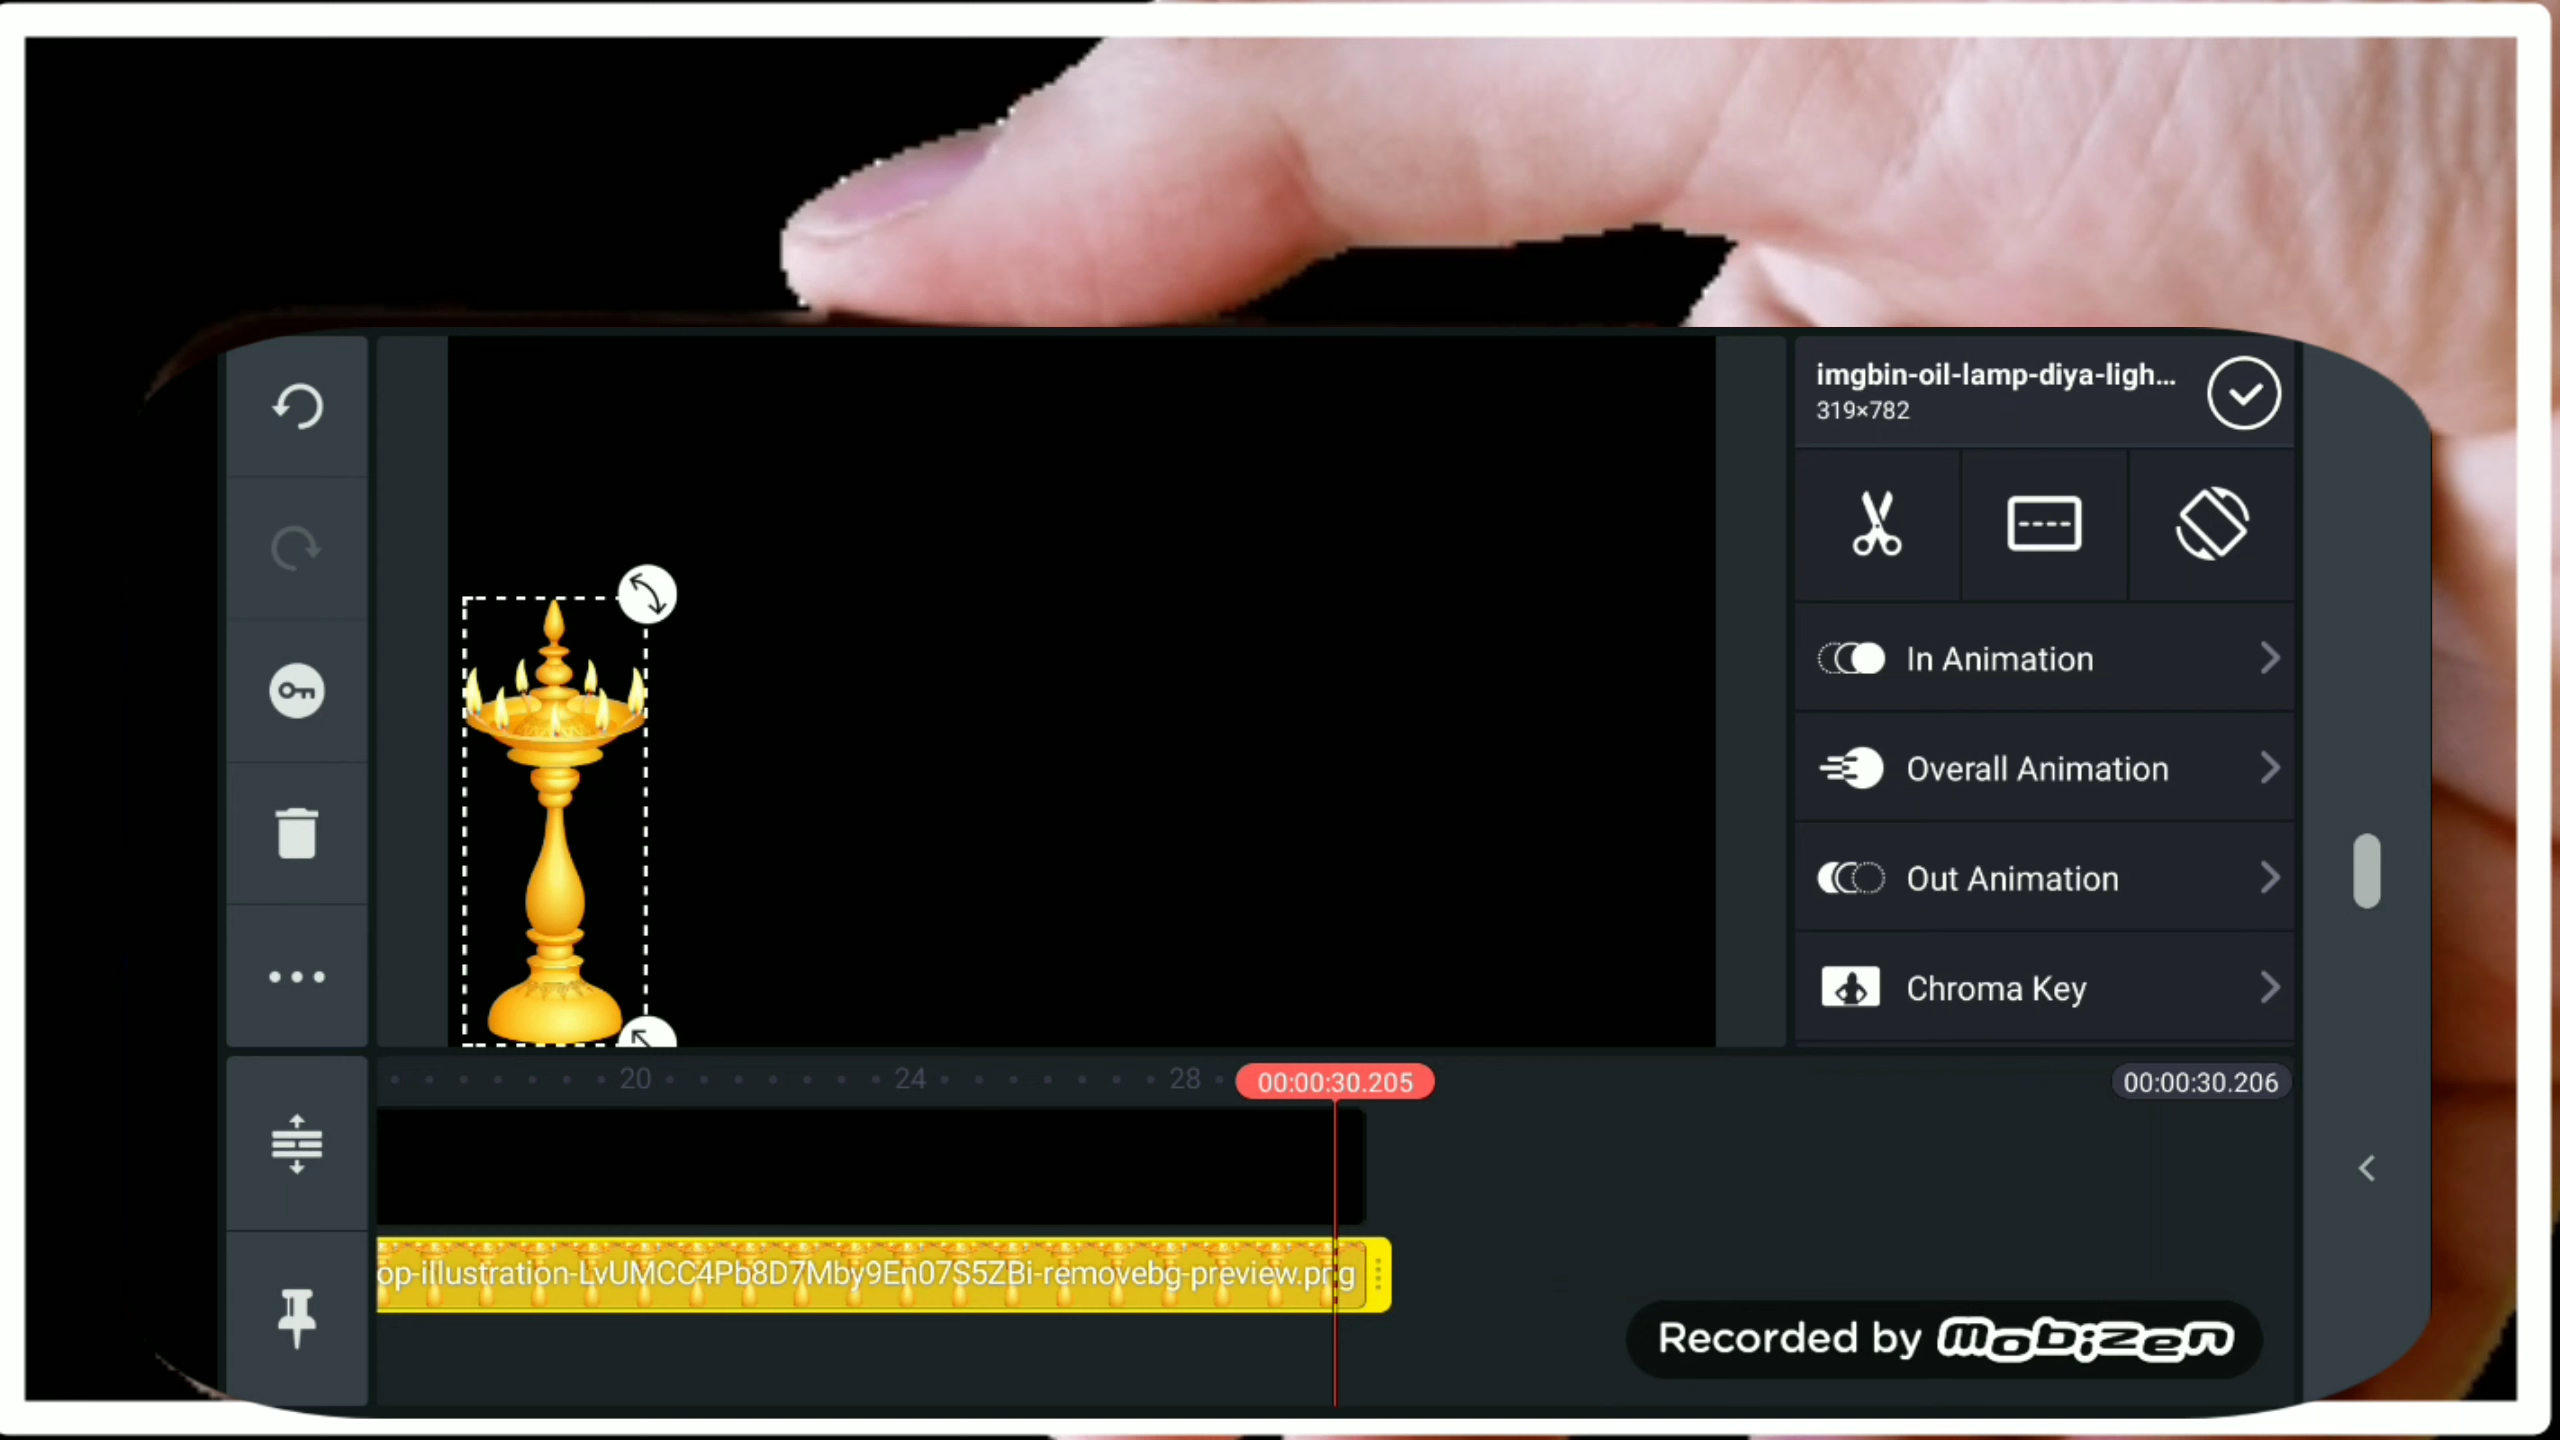 imgbin-oil-lamp-diya-ligh...
319×782
In Animation
Overall Animation
Out Animation
Chroma Key
20
24
28
00:00:30.205
00:00:30.206
op-illustration-LvUMCC4Pb8D7Mby9En07S5ZBi-removebg-preview.png
Recorded by mobizen